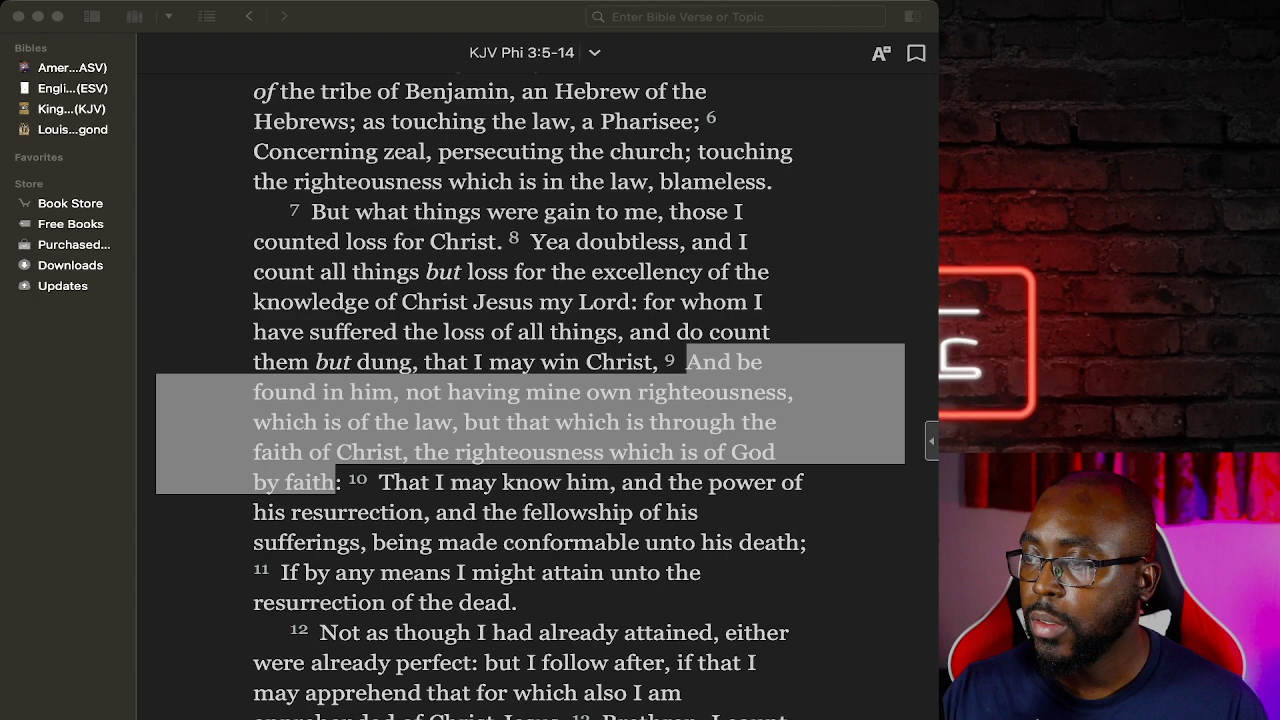 Enter Bible Verse or Topic
Bibles
Amer...ASV)
Engli...(ESV)
King...(KJV)
Louis...gond
Favorites
Store
Book Store
Free Books
Purchased...
Downloads
Updates
KJV Phi 3:5-14
of the tribe of Benjamin, an Hebrew of the
Hebrews; as touching the law, a Pharisee; 6
Concerning zeal, persecuting the church; touching
the righteousness which is in the law, blameless.
7 But what things were gain to me, those I
counted loss for Christ. 8 Yea doubtless, and I
count all things but loss for the excellency of the
knowledge of Christ Jesus my Lord: for whom I
have suffered the loss of all things, and do count
them but dung, that I may win Christ, 9 And be
found in him, not having mine own righteousness,
which is of the law, but that which is through the
faith of Christ, the righteousness which is of God
by faith: 10 That I may know him, and the power of
his resurrection, and the fellowship of his
sufferings, being made conformable unto his death;
11 If by any means I might attain unto the
resurrection of the dead.
12 Not as though I had already attained, either
were already perfect: but I follow after, if that I
may apprehend that for which also I am
apprehended of Christ Jesus. 13 Brethren, I count